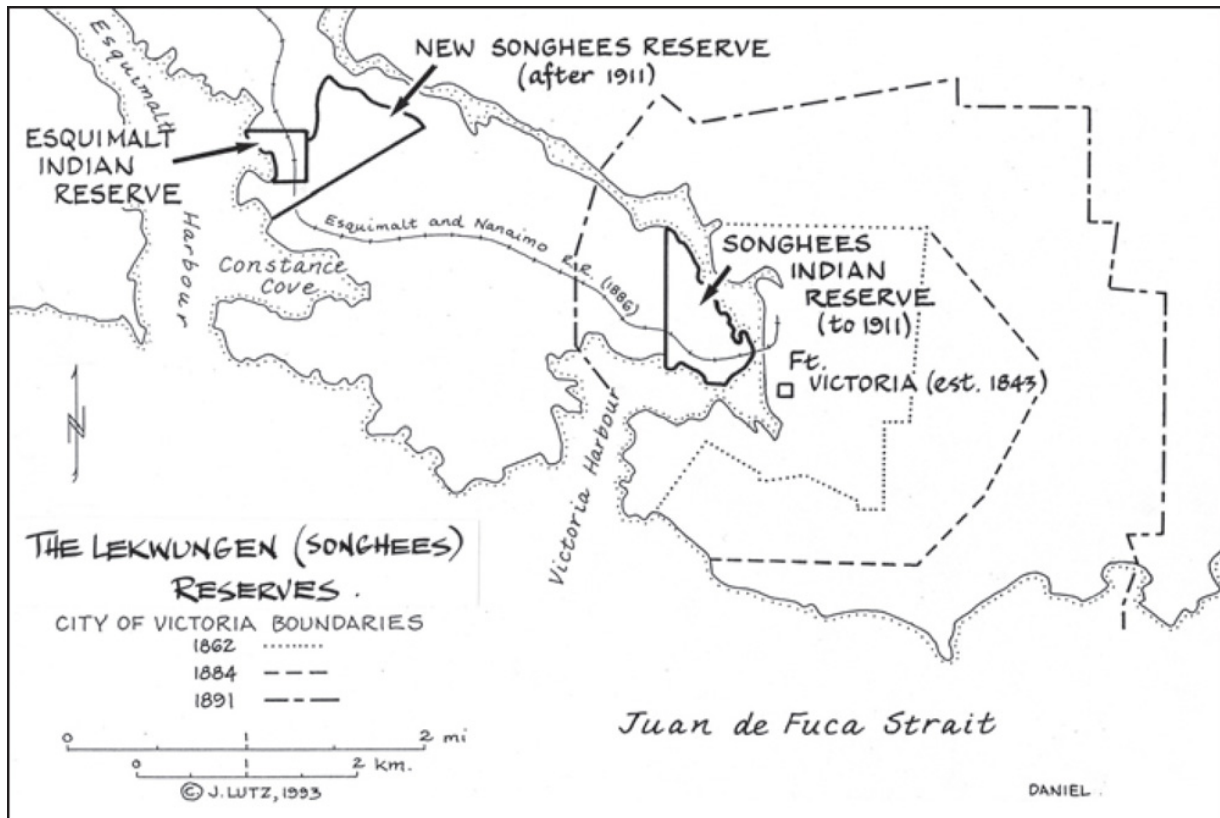 Esquimalt
Harbour
NEW SONGHEES RESERVE
(after 1911)
ESQUIMALT
INDIAN
RESERVE
Esquimalt and Nanaimo
R.R. (1886)
Constance
Cove
SONGHEES
INDIAN
RESERVE
(to 1911)
Ft.
VICTORIA (est. 1843)
Victoria Harbour
N
THE LEKWUNGEN (SONGHEES)
RESERVES.
CITY OF VICTORIA BOUNDARIES
1862
1884
1891
0 1 2 mi
0 1 2 km.
© J. LUTZ, 1993
Juan de Fuca Strait
DANIEL